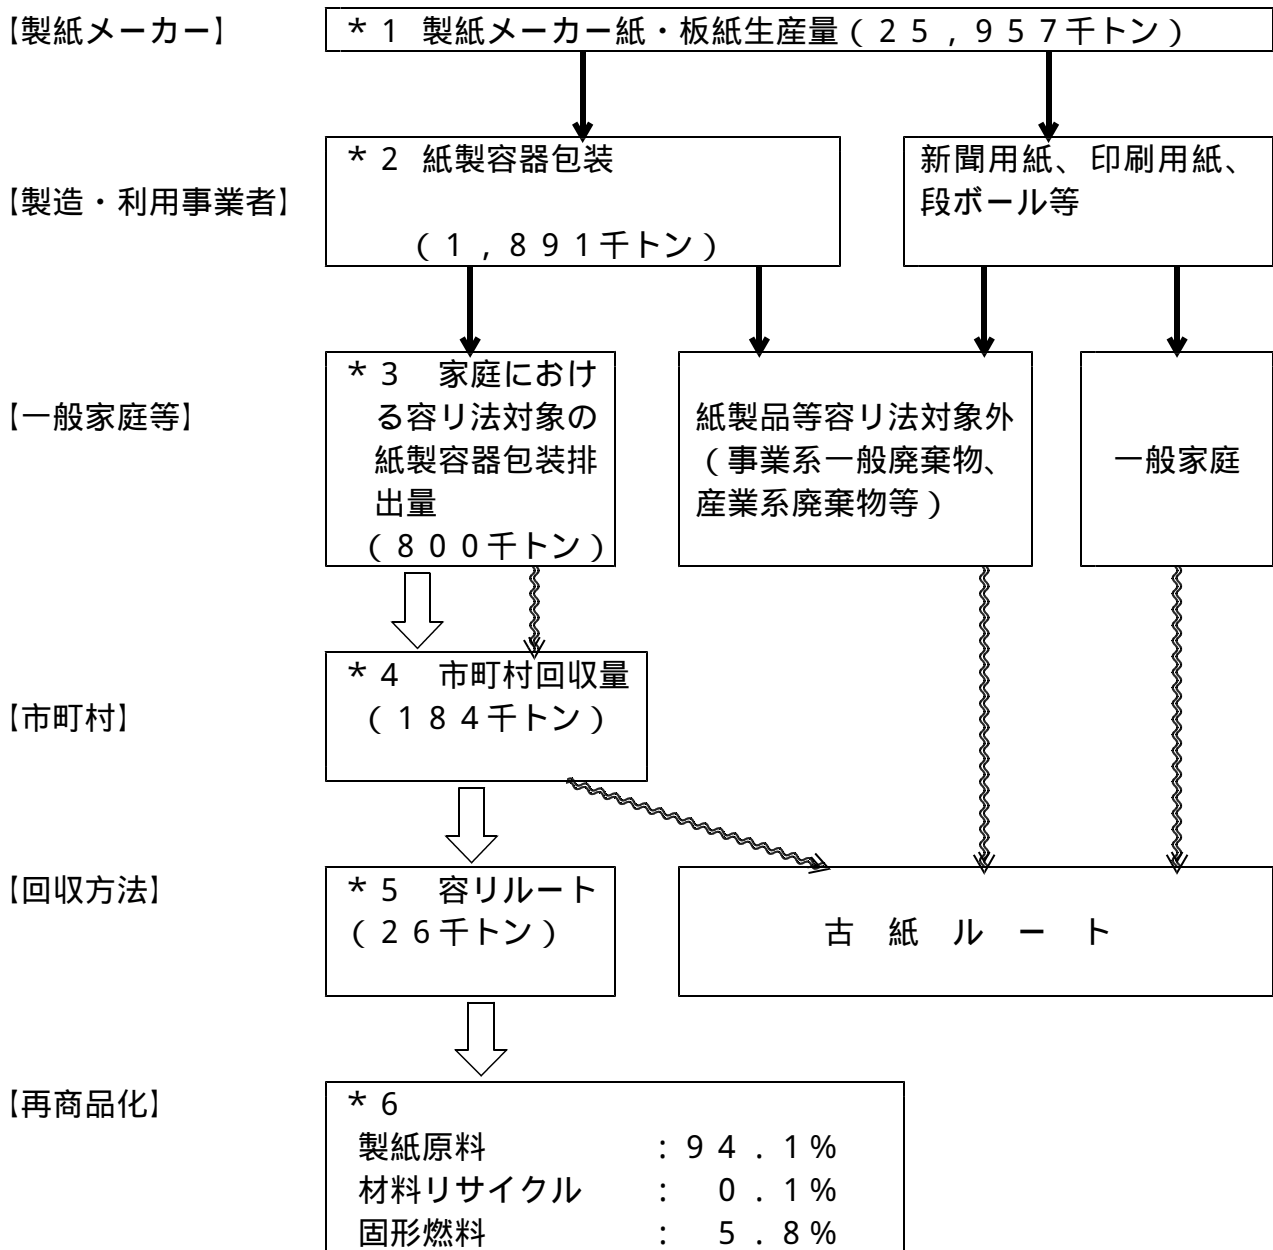 【製紙メーカー】
*1 製紙メーカー紙・板紙生産量(25,957千トン)
【製造・利用事業者】
*2 紙製容器包装
(1,891千トン)
新聞用紙、印刷用紙、
段ボール等
【一般家庭等】
*3 家庭におけ
る容リ法対象の
紙製容器包装排
出量
(800千トン)
紙製品等容リ法対象外
(事業系一般廃棄物、
産業系廃棄物等)
一般家庭
【市町村】
*4 市町村回収量
(184千トン)
【回収方法】
*5 容リルート
(26千トン)
古 紙 ル ー ト
【再商品化】
*6
製紙原料 :94.1%
材料リサイクル : 0.1%
固形燃料 : 5.8%